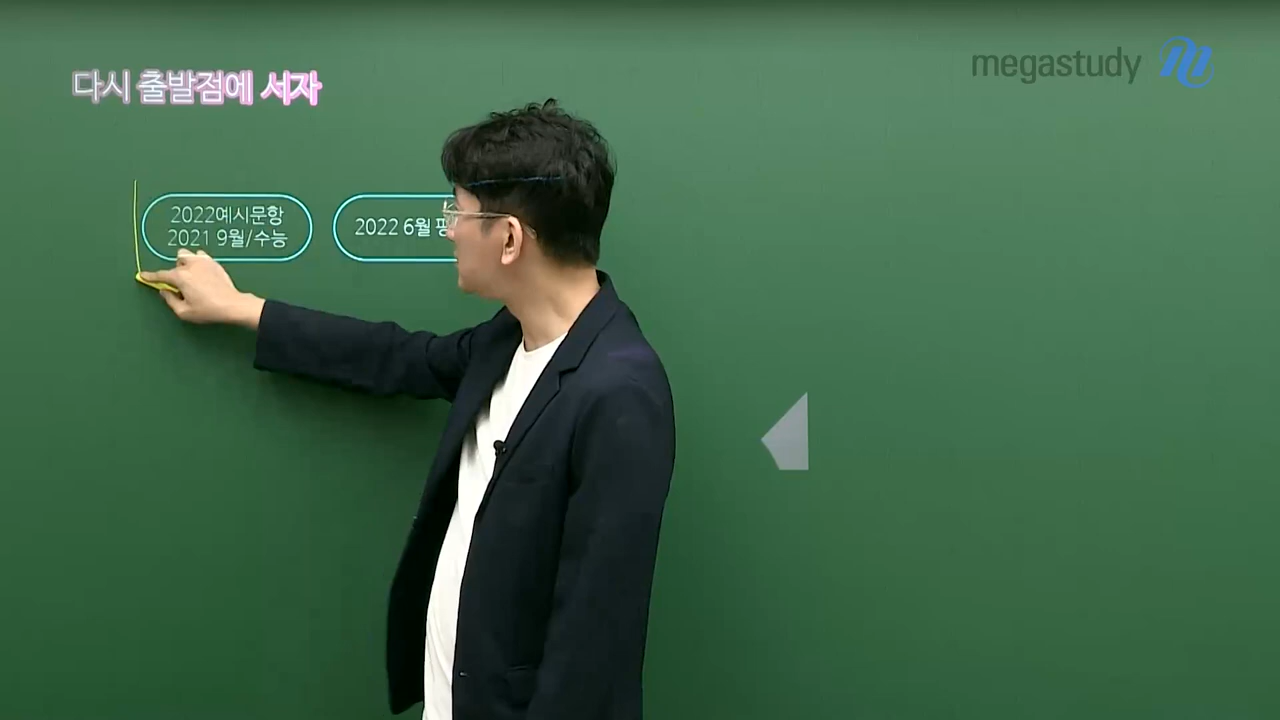 megastudy
다시 출발점에 서자
2022예시문항
2021 9월/수능
2022 6월 평